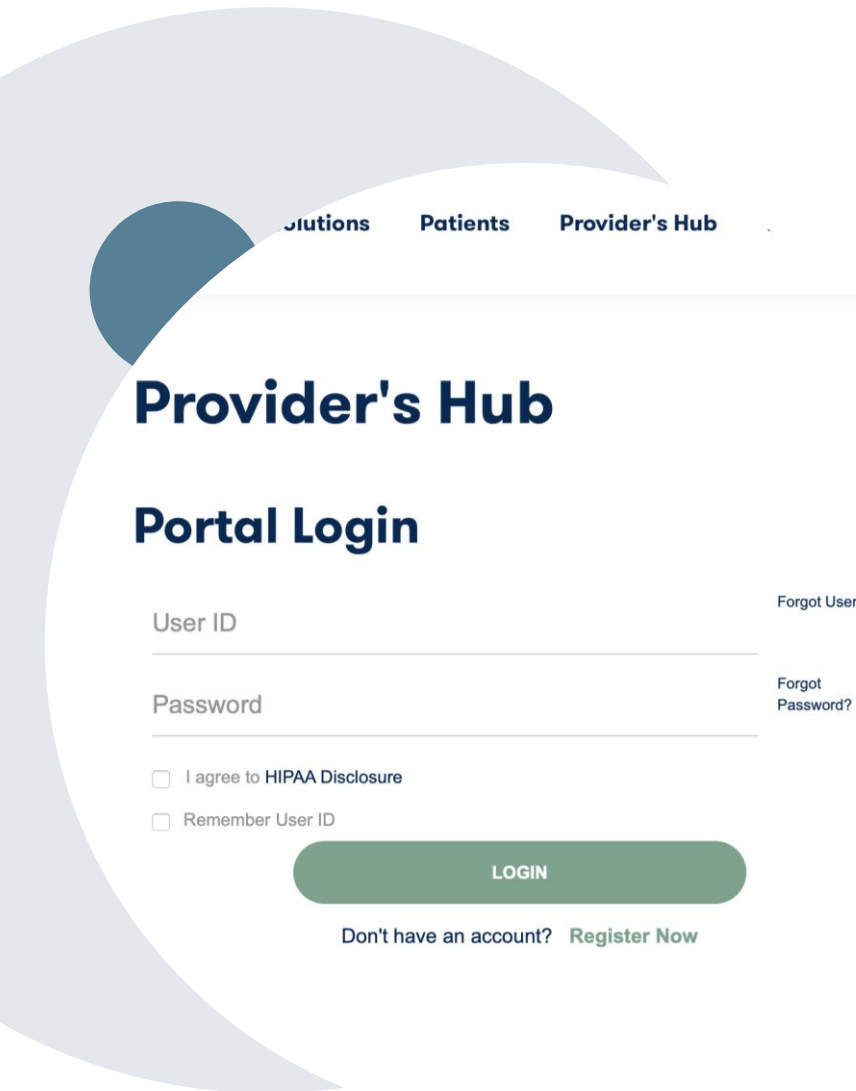 Patients Provider's Hub
Provider's Hub
Portal Login
User ID
Forgot User
Password
Forgot
Password?
I agree to HIPAA Disclosure
Remember User ID
LOGIN
Don't have an account? Register Now